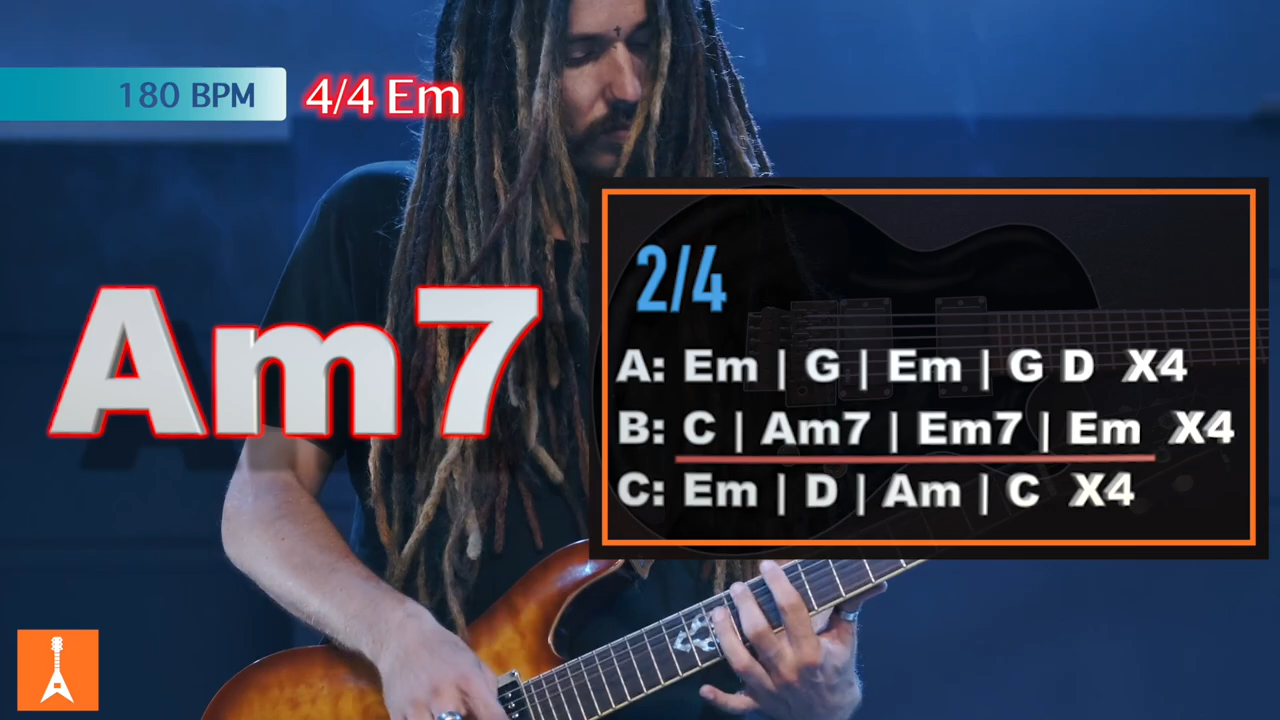 180 BPM 4/4 Em
Am7
2/4
A: Em | G | Em | G D X4
B: C | Am7 | Em7 | Em X4
C: Em | D | Am | C X4